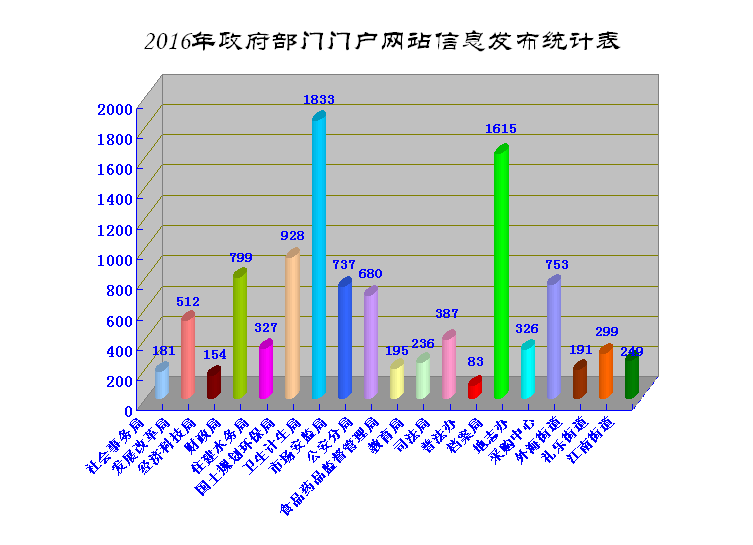 2016年政府部门门户网站信息发布统计表
2000
1800
1600
1400
1200
1000
800
600
400
200
0
181
512
154
799
327
928
1833
737
680
195
236
387
83
1615
326
753
191
299
249
社会事务局
发展改革局
经济科技局
财政局
住建水务局
国土规划环保局
卫生计生局
市场安监局
公安分局
食品药品监督管理局
教育局
司法局
普法办
档案局
地志办
采购中心
外海街道
礼乐街道
江南街道